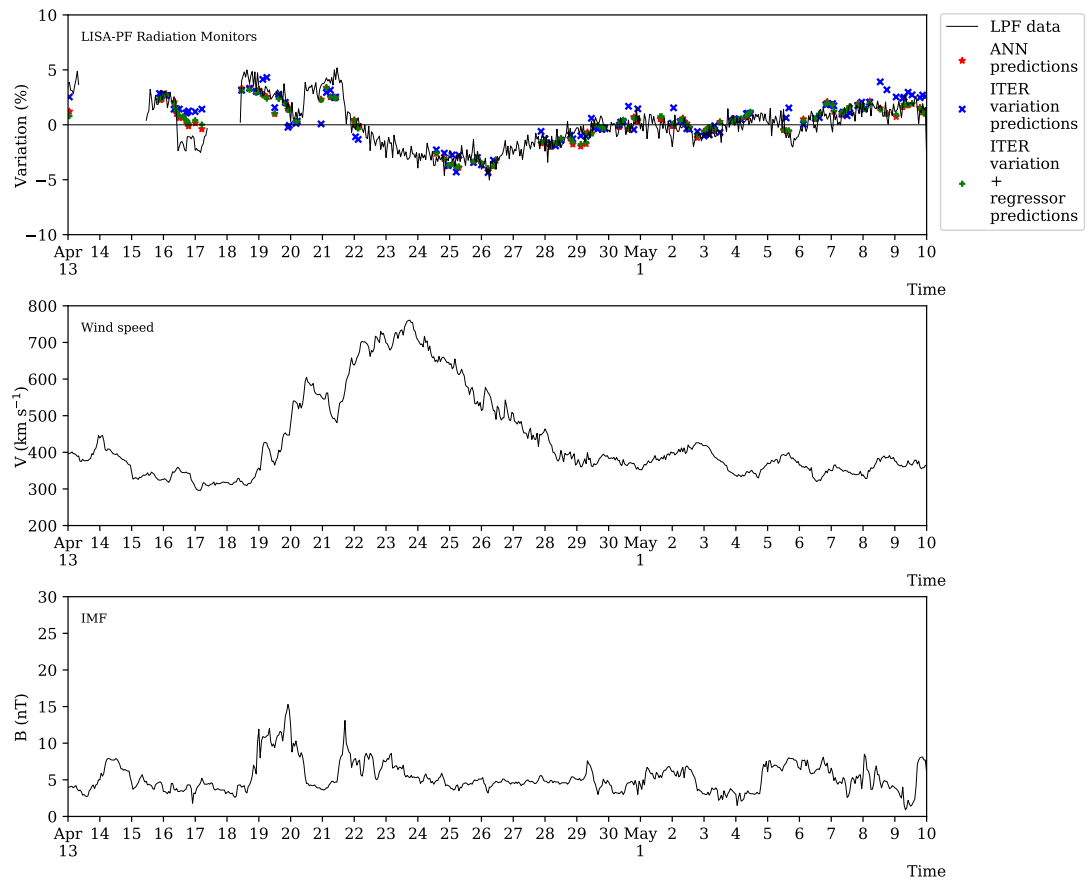 10
5
0
−5
−10
Variation (%)
LISA-PF Radiation Monitors
LPF data
ANN
predictions
ITER
variation
predictions
ITER
variation
+
regressor
predictions
Apr 14 15 16 17 18 19 20 21 22 23 24 25 26 27 28 29 30 May 2 3 4 5 6 7 8 9 10
13 1
Time
800
700
600
500
400
300
200
V (km s−1)
Wind speed
Apr 14 15 16 17 18 19 20 21 22 23 24 25 26 27 28 29 30 May 2 3 4 5 6 7 8 9 10
13 1
Time
30
25
20
15
10
5
0
B (nT)
IMF
Apr 14 15 16 17 18 19 20 21 22 23 24 25 26 27 28 29 30 May 2 3 4 5 6 7 8 9 10
13 1
Time